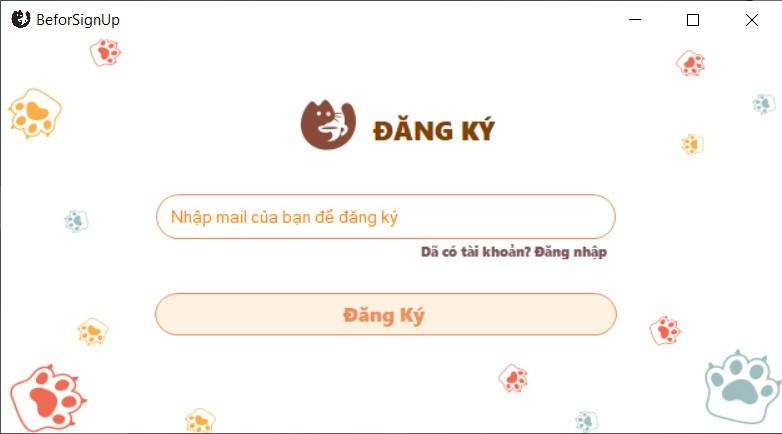 BeforSignUp
ĐĂNG KÝ
Nhập mail của bạn để đăng ký
Dã có tài khoản? Đăng nhập
Đăng Ký